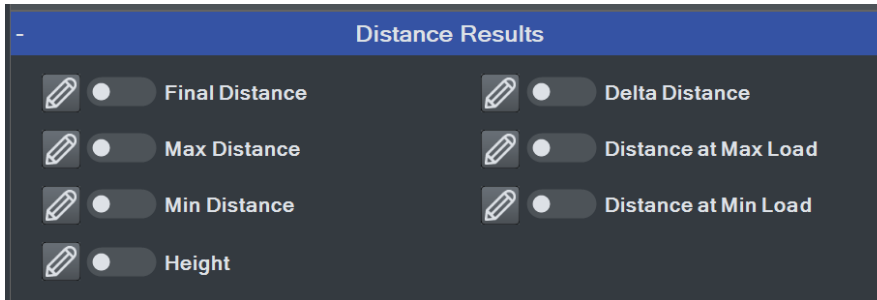 - Distance Results
Final Distance
Delta Distance
Max Distance
Distance at Max Load
Min Distance
Distance at Min Load
Height